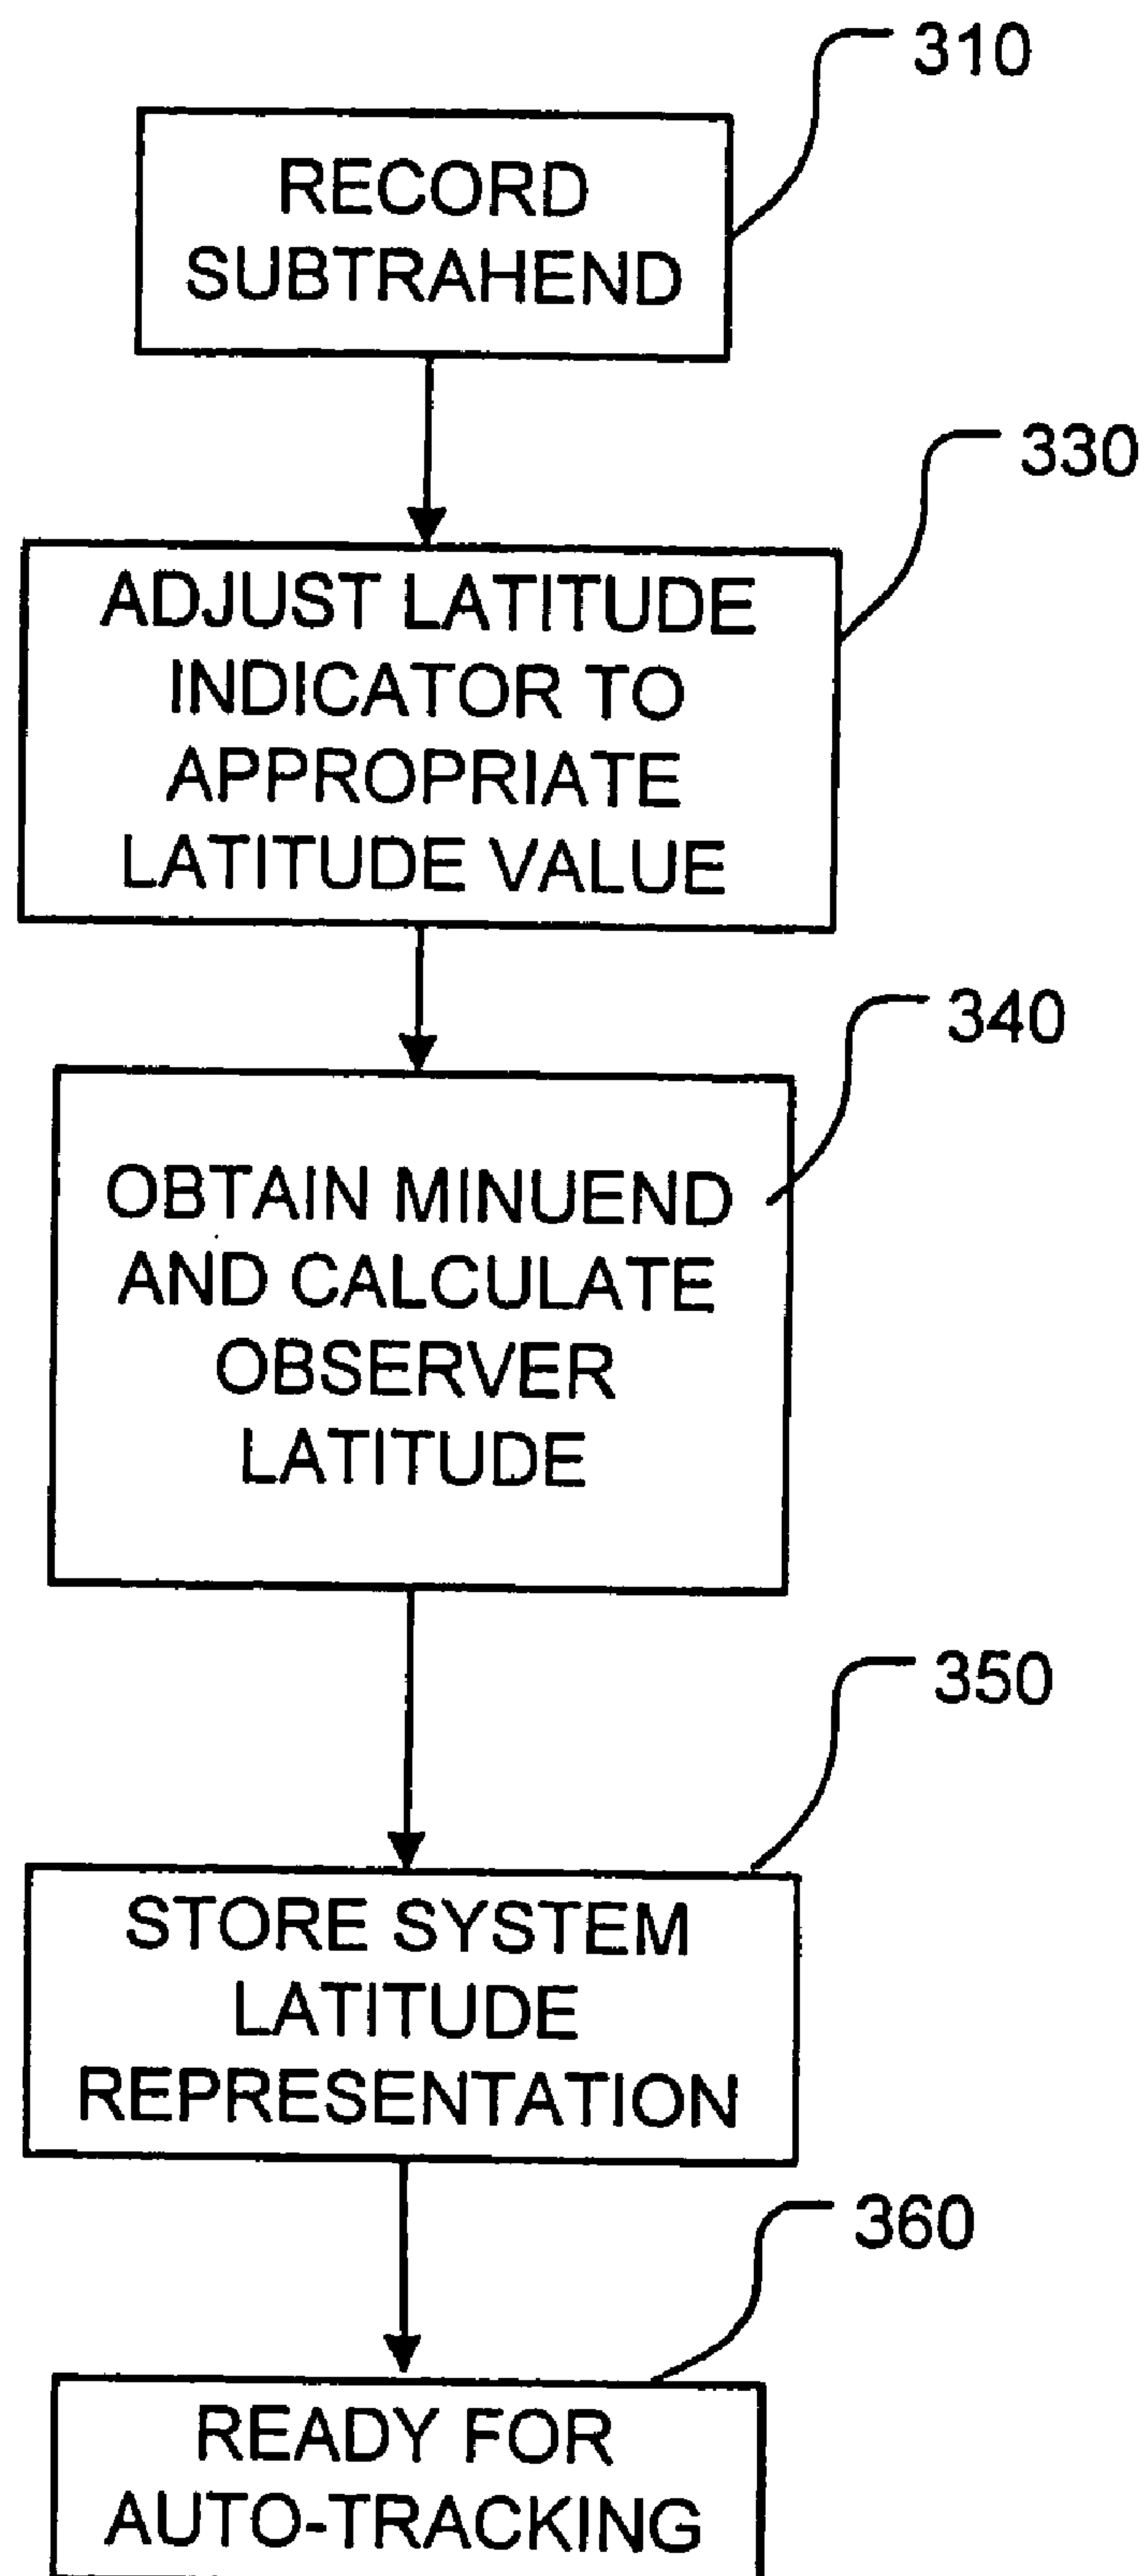 310
RECORD
SUBTRAHEND
330
ADJUST LATITUDE
INDICATOR TO
APPROPRIATE
LATITUDE VALUE
340
OBTAIN MINUEND
AND CALCULATE
OBSERVER
LATITUDE
350
STORE SYSTEM
LATITUDE
REPRESENTATION
360
READY FOR
AUTO-TRACKING